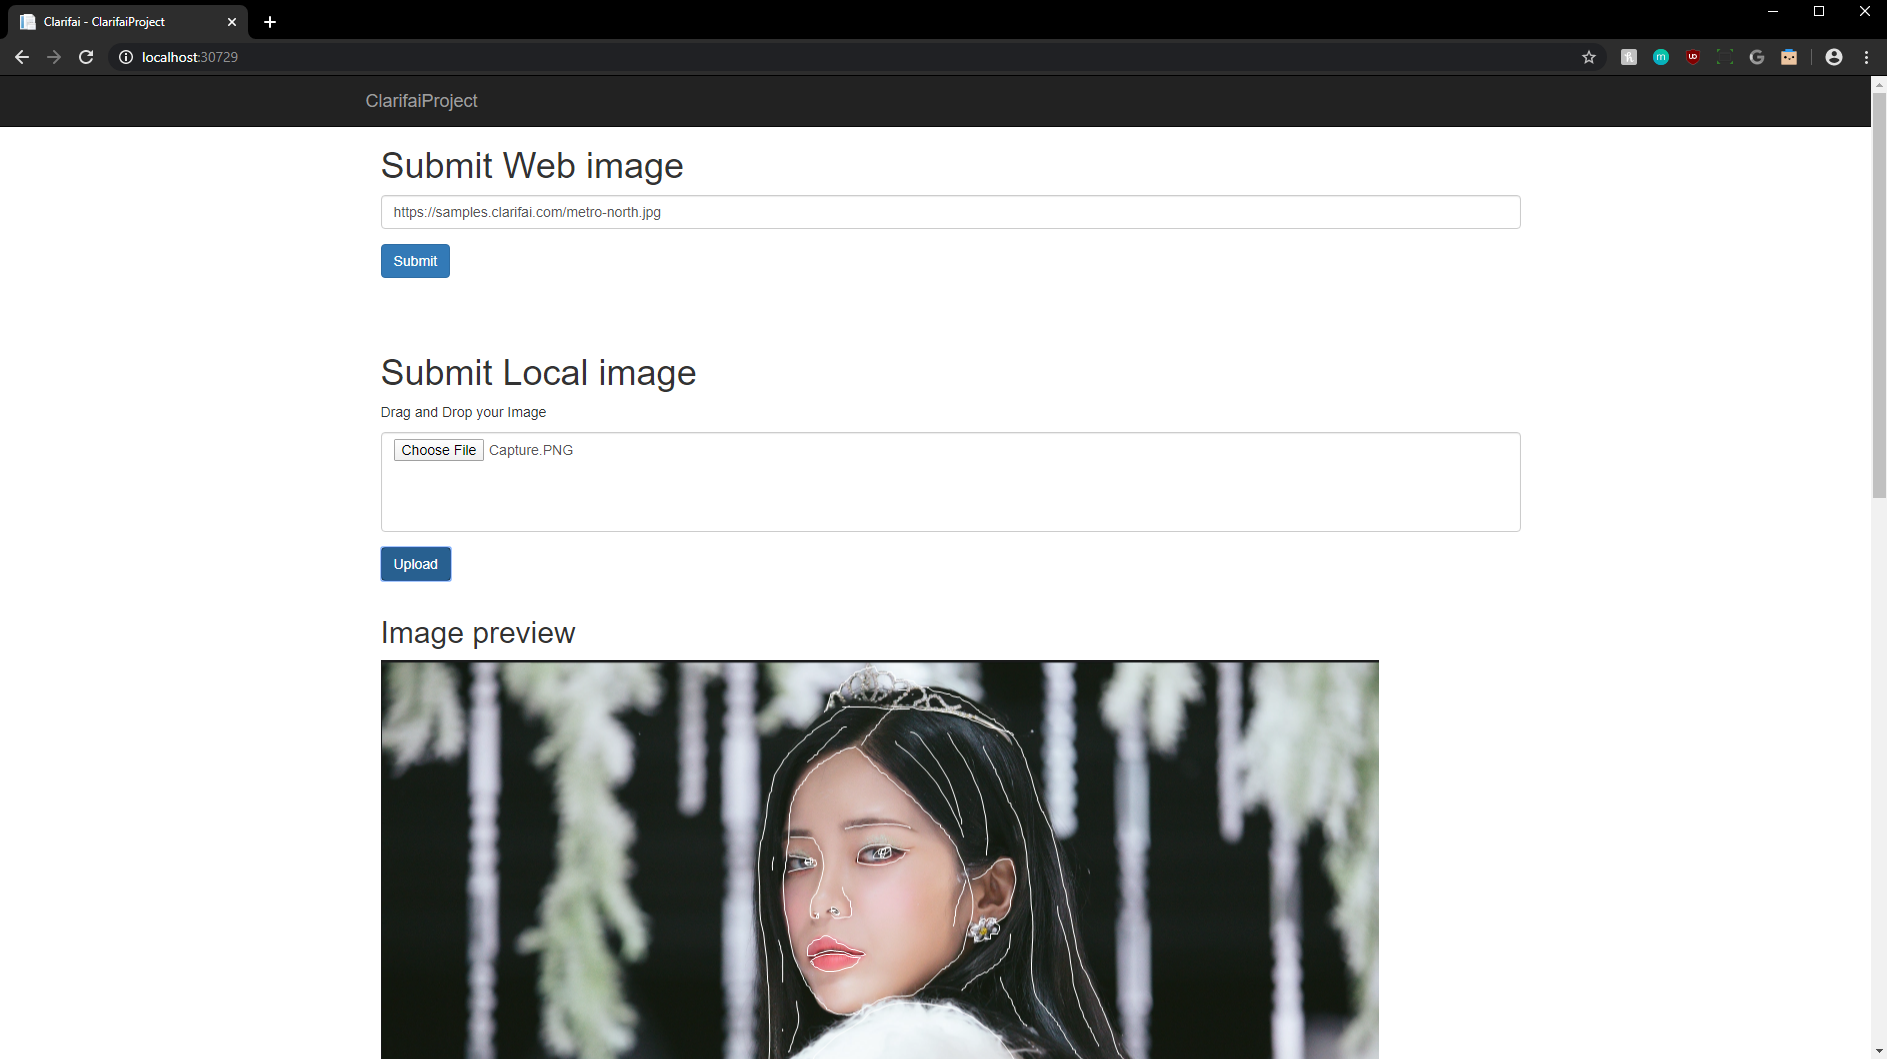 Clarifai - ClarifaiProject
localhost:30729
ClarifaiProject
Submit Web image
https://samples.clarifai.com/metro-north.jpg
Submit
Submit Local image
Drag and Drop your Image
Choose File Capture.PNG
Upload
Image preview